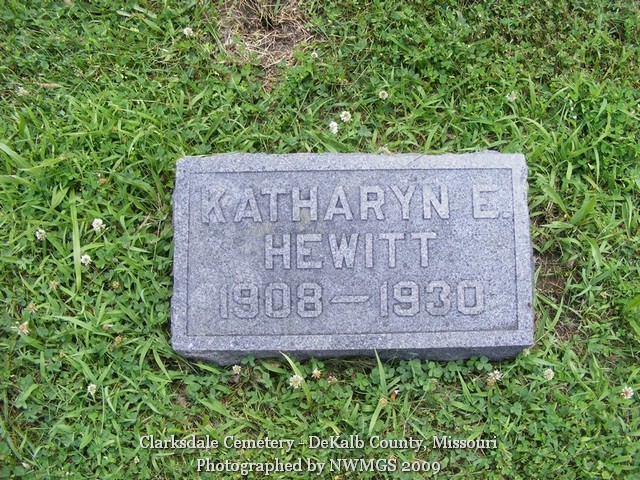 KATHARYN E.
HEWITT
1908—1930
Clarksdale Cemetery - DeKalb County, Missouri
Photographed by NWMGS 2009